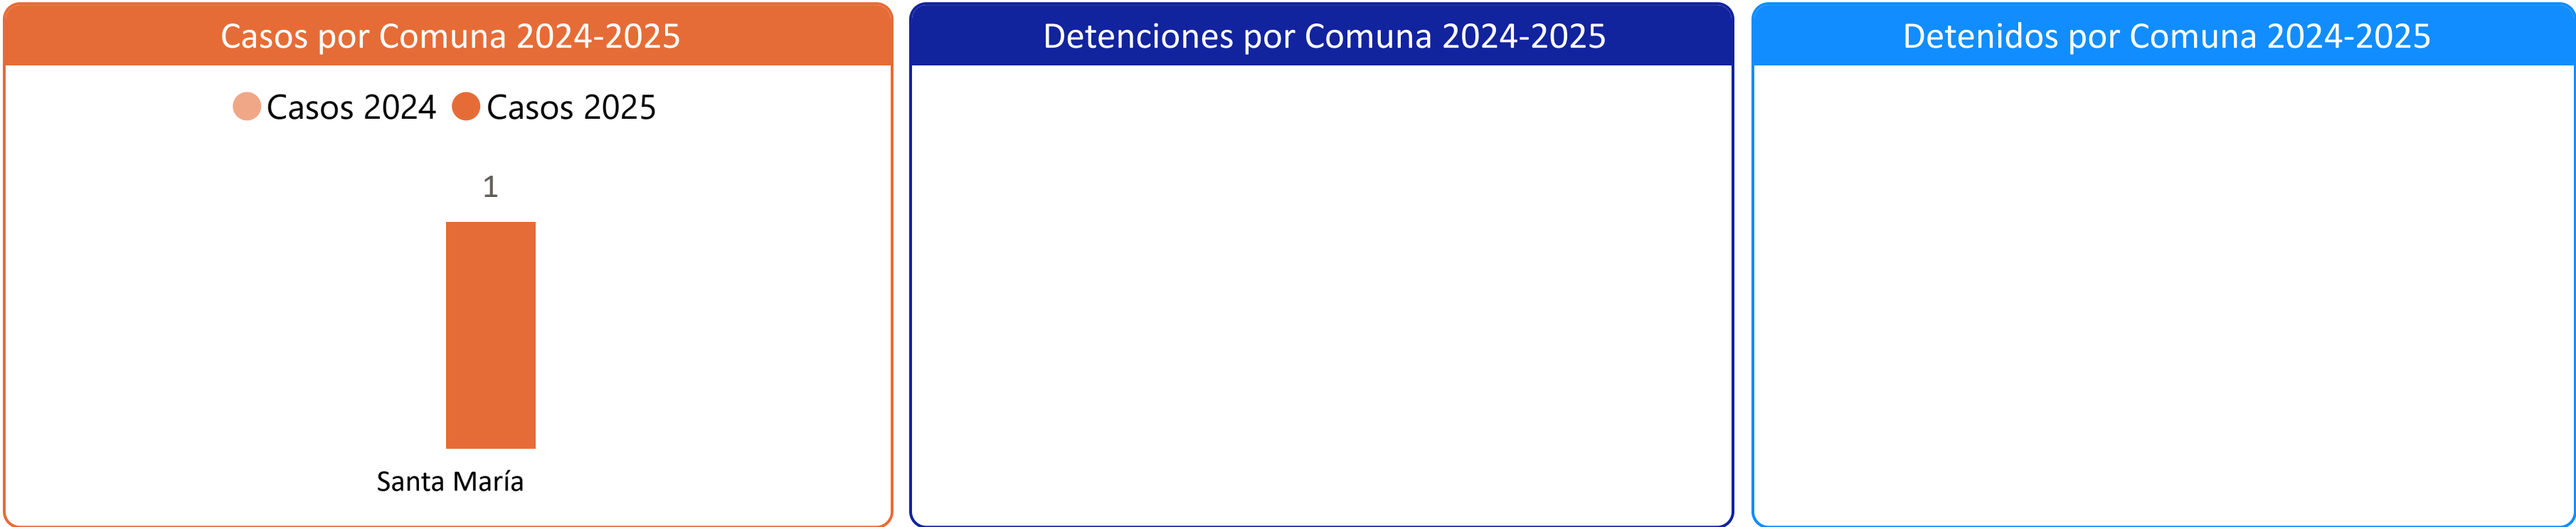 Casos por Comuna 2024-2025
Casos 2024 Casos 2025
1
Santa María
Detenciones por Comuna 2024-2025
Detenidos por Comuna 2024-2025